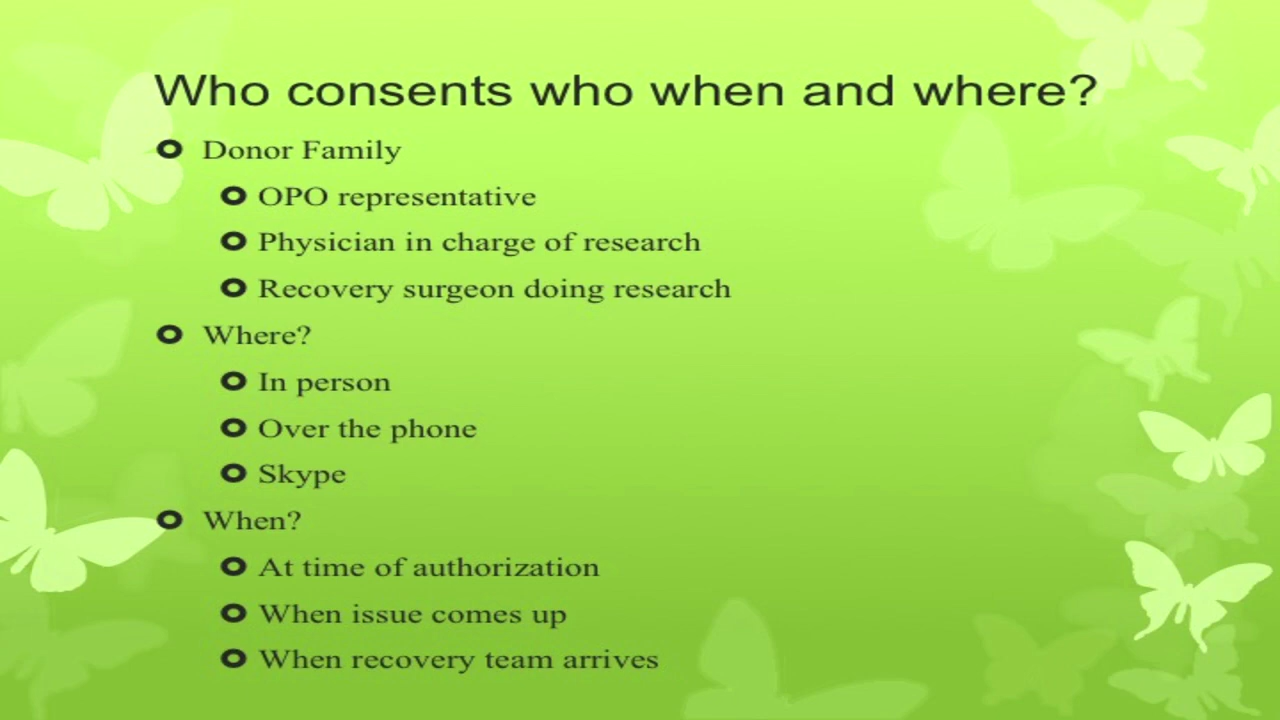 Who consents who when and where?
Donor Family
OPO representative
Physician in charge of research
Recovery surgeon doing research
Where?
In person
Over the phone
Skype
When?
At time of authorization
When issue comes up
When recovery team arrives